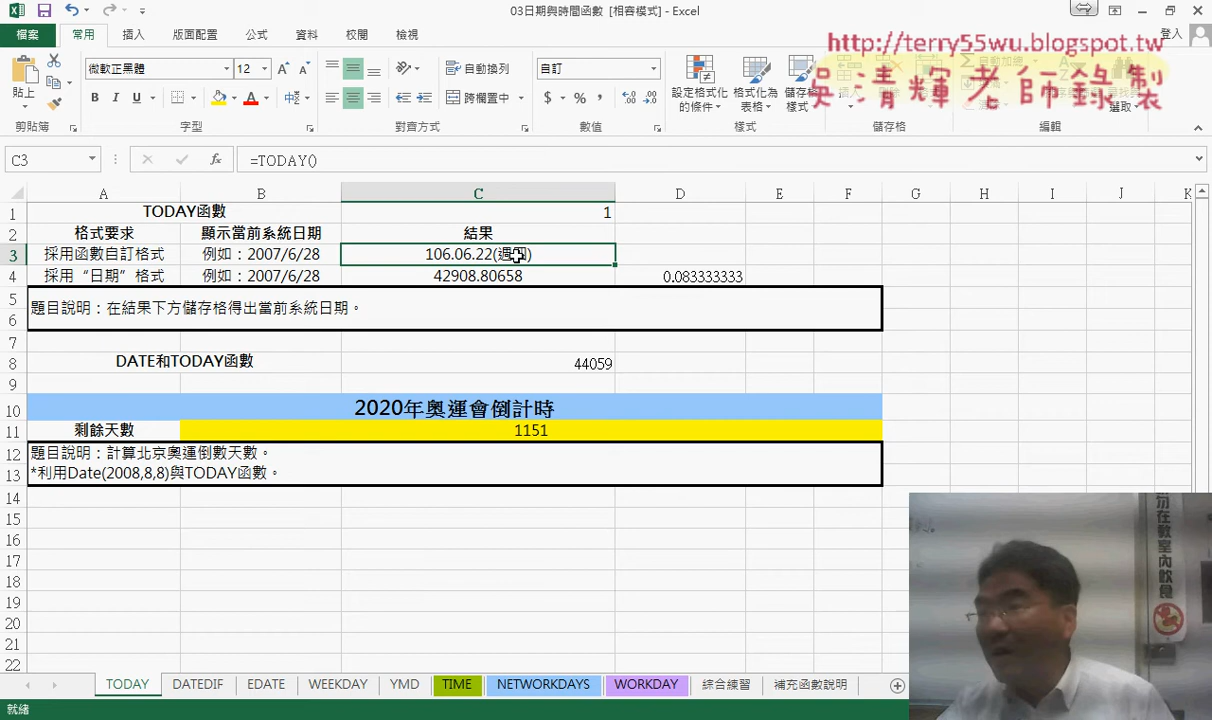 03日期與時間函數 [相容模式] - Excel
登入
檔案 常用 插入 版面配置 公式 資料 校閱 檢視
http://terry55wu.blogspot.tw
吳清輝老師錄製
微軟正黑體 12 自動換列 自訂
貼上 B I U 中 跨欄置中 $ % 設定格式化的條件 格式化為表格 儲存格樣式 選取
剪貼簿 字型 對齊方式 數值 樣式 儲存格 編輯
C3 fx =TODAY()
A B C D E F G H I J K
1 TODAY函數 1
2 格式要求 顯示當前系統日期 結果
3 採用函數自訂格式 例如：2007/6/28 106.06.22(週四)
4 採用“日期”格式 例如：2007/6/28 42908.80658 0.083333333
5 題目說明：在結果下方儲存格得出當前系統日期。
6
7
8 DATE和TODAY函數 44059
9
10 2020年奧運會倒計時
11 剩餘天數 1151
12 題目說明：計算北京奧運倒數天數。
13 *利用Date(2008,8,8)與TODAY函數。
14
15
16
17
18
19
20
21
22
勿在教室內飲食
TODAY DATEDIF EDATE WEEKDAY YMD TIME NETWORKDAYS WORKDAY 綜合練習 補充函數說明
就緒